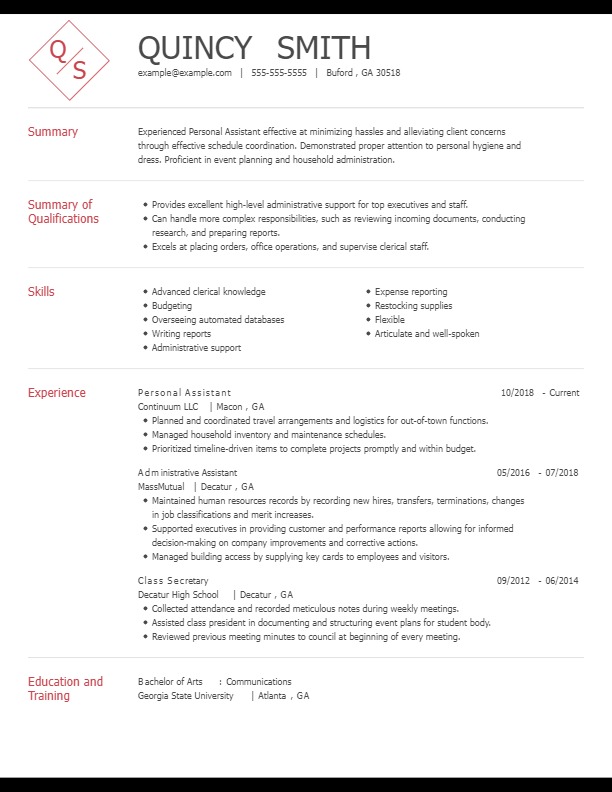 Q
S
QUINCY SMITH
example@example.com | 555-555-5555 | Buford , GA 30518
Summary
Experienced Personal Assistant effective at minimizing hassles and alleviating client concerns
through effective schedule coordination. Demonstrated proper attention to personal hygiene and
dress. Proficient in event planning and household administration.
Summary of
Qualifications
• Provides excellent high-level administrative support for top executives and staff.
• Can handle more complex responsibilities, such as reviewing incoming documents, conducting
research, and preparing reports.
• Excels at placing orders, office operations, and supervise clerical staff.
Skills
• Advanced clerical knowledge
• Budgeting
• Overseeing automated databases
• Writing reports
• Administrative support
• Expense reporting
• Restocking supplies
• Flexible
• Articulate and well-spoken
Experience
Personal Assistant 10/2018 - Current
Continuum LLC | Macon , GA
• Planned and coordinated travel arrangements and logistics for out-of-town functions.
• Managed household inventory and maintenance schedules.
• Prioritized timeline-driven items to complete projects promptly and within budget.
Administrative Assistant 05/2016 - 07/2018
MassMutual | Decatur , GA
• Maintained human resources records by recording new hires, transfers, terminations, changes
in job classifications and merit increases.
• Supported executives in providing customer and performance reports allowing for informed
decision-making on company improvements and corrective actions.
• Managed building access by supplying key cards to employees and visitors.
Class Secretary 09/2012 - 06/2014
Decatur High School | Decatur , GA
• Collected attendance and recorded meticulous notes during weekly meetings.
• Assisted class president in documenting and structuring event plans for student body.
• Reviewed previous meeting minutes to council at beginning of every meeting.
Education and
Training
Bachelor of Arts : Communications
Georgia State University | Atlanta , GA